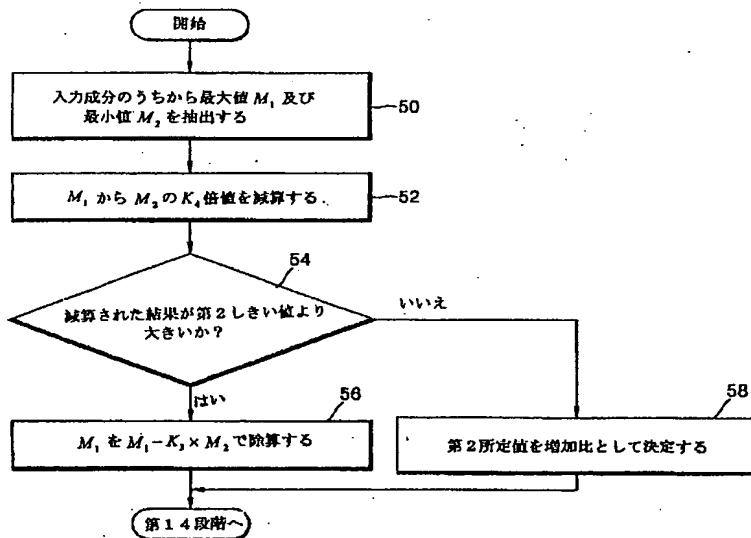 開始
入力成分のうちから最大値 M₁ 及び
最小値 M₂ を抽出する
50
M₁ から M₂ の K₄ 倍値を減算する.
52
54
減算された結果が第2しきい値より
大きいか？
いいえ
はい
56
M₁ を M₁−K₃×M₂ で除算する
58
第2所定値を増加比として決定する
第14段階へ